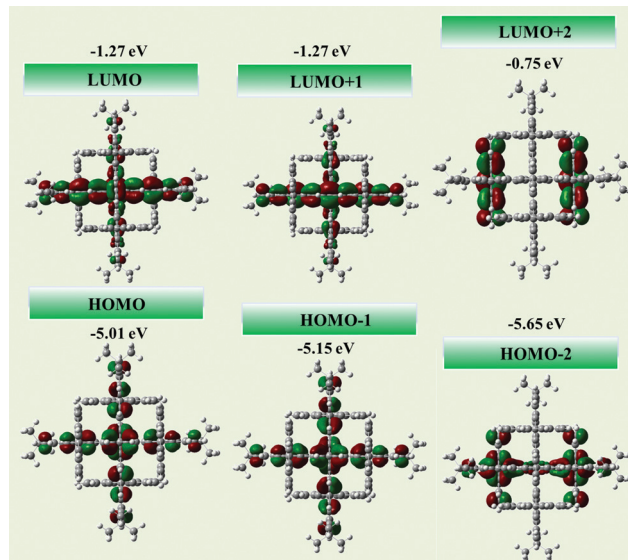 -1.27 eV
LUMO
-1.27 eV
LUMO+1
LUMO+2
-0.75 eV
HOMO
-5.01 eV
HOMO-1
-5.15 eV
-5.65 eV
HOMO-2